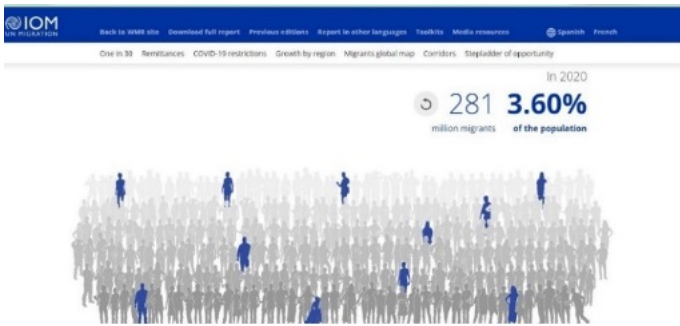 IOM
UN MIGRATION
Back to WMR site Download full report Previous editions Report in other languages Toolkits Media resources Spanish French
One in 30 Remittances COVID-19 restrictions Growth by region Migrants global map Corridors Stepladder of opportunity
In 2020
281 3.60%
million migrants of the population